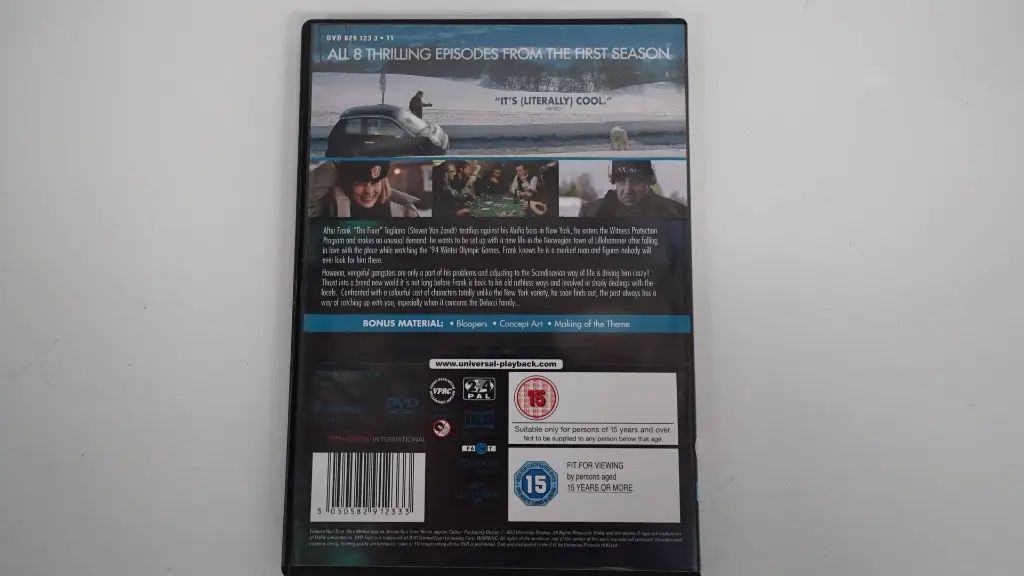 DVD 829 123 3 • 11
ALL 8 THRILLING EPISODES FROM THE FIRST SEASON
“IT’S (LITERALLY) COOL.”
After Frank “The Fixer” Tagliano (Steven Van Zandt) testifies against his Mafia boss in New York, he enters the Witness Protection
Program and makes an unusual demand: he wants to be set up with a new life in the Norwegian town of Lillehammer after falling
in love with the place while watching the ’94 Winter Olympic Games. Frank knows he is a marked man and figures nobody will
ever look for him there.
However, vengeful gangsters are only a part of his problems and adjusting to the Scandinavian way of life is driving him crazy!
Thrust into a brand new world it is not long before Frank is back to his old ruthless ways and involved in shady dealings with the
locals. Confronted with a colourful cast of characters totally unlike the New York variety, he soon finds out, the past always has a
way of catching up with you, especially when it concerns the Delucci family...
BONUS MATERIAL: • Bloopers • Concept Art • Making of the Theme
www.universal-playback.com
VPRC
2 4
PAL
DVD
FACT
INTERNATIONAL
UNIVERSAL
5 050582 912333
15
Suitable only for persons of 15 years and over.
Not to be supplied to any person below that age.
15
FIT FOR VIEWING
by persons aged
15 YEARS OR MORE